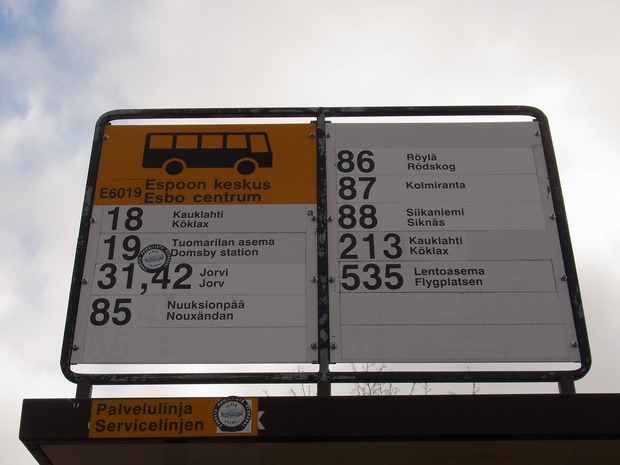 E6019
Espoon keskus
Esbo centrum
18 Kauklahti
Köklax
19 Tuomarilan asema
Domsby station
31,42 Jorvi
Jorv
85 Nuuksionpää
Nouxändan
86 Röylä
Rödskog
87 Kolmiranta
88 Siikaniemi
Siknäs
213 Kauklahti
Köklax
535 Lentoasema
Flygplatsen
Palvelulinja
Servicelinjen